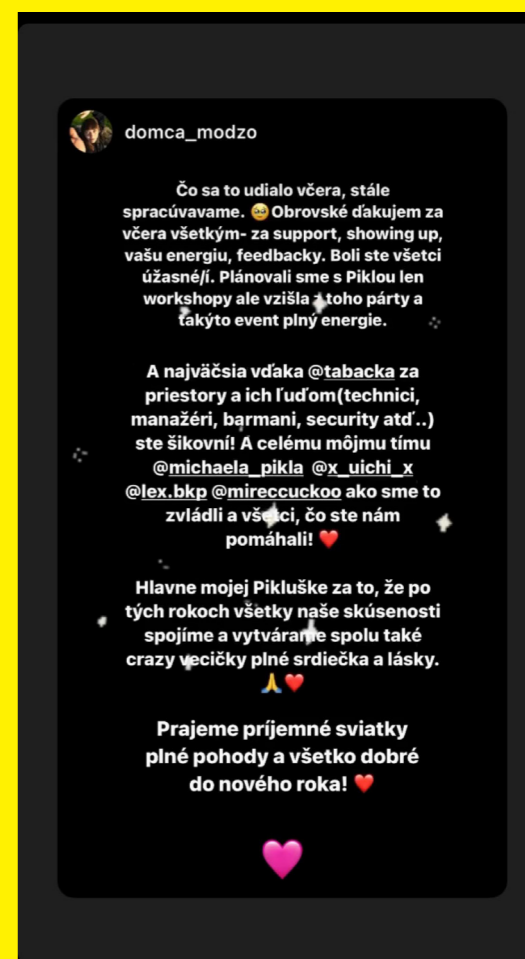 domca_modzo
Čo sa to udialo včera, stále
spracúvavame. 🥹Obrovské ďakujem za
včera všetkým- za support, showing up,
vašu energiu, feedbacky. Boli ste všetci
úžasné/í. Plánovali sme s Piklou len
workshopy ale vzišla z toho párty a
takýto event plný energie.
A najväčsia vďaka @tabacka za
priestory a ich ľuďom(technici,
manažéri, barmani, security atď..)
ste šikovní! A celému môjmu tímu
@michaela_pikla @x_uichi_x
@lex.bkp @mireccuckoo ako sme to
zvládli a všetci, čo ste nám
pomáhali! ❤️
Hlavne mojej Pikluške za to, že po
tých rokoch všetky naše skúsenosti
spojíme a vytvárame spolu také
crazy vecičky plné srdiečka a lásky.
🙏❤️
Prajeme príjemné sviatky
plné pohody a všetko dobré
do nového roka! ❤️
🩷